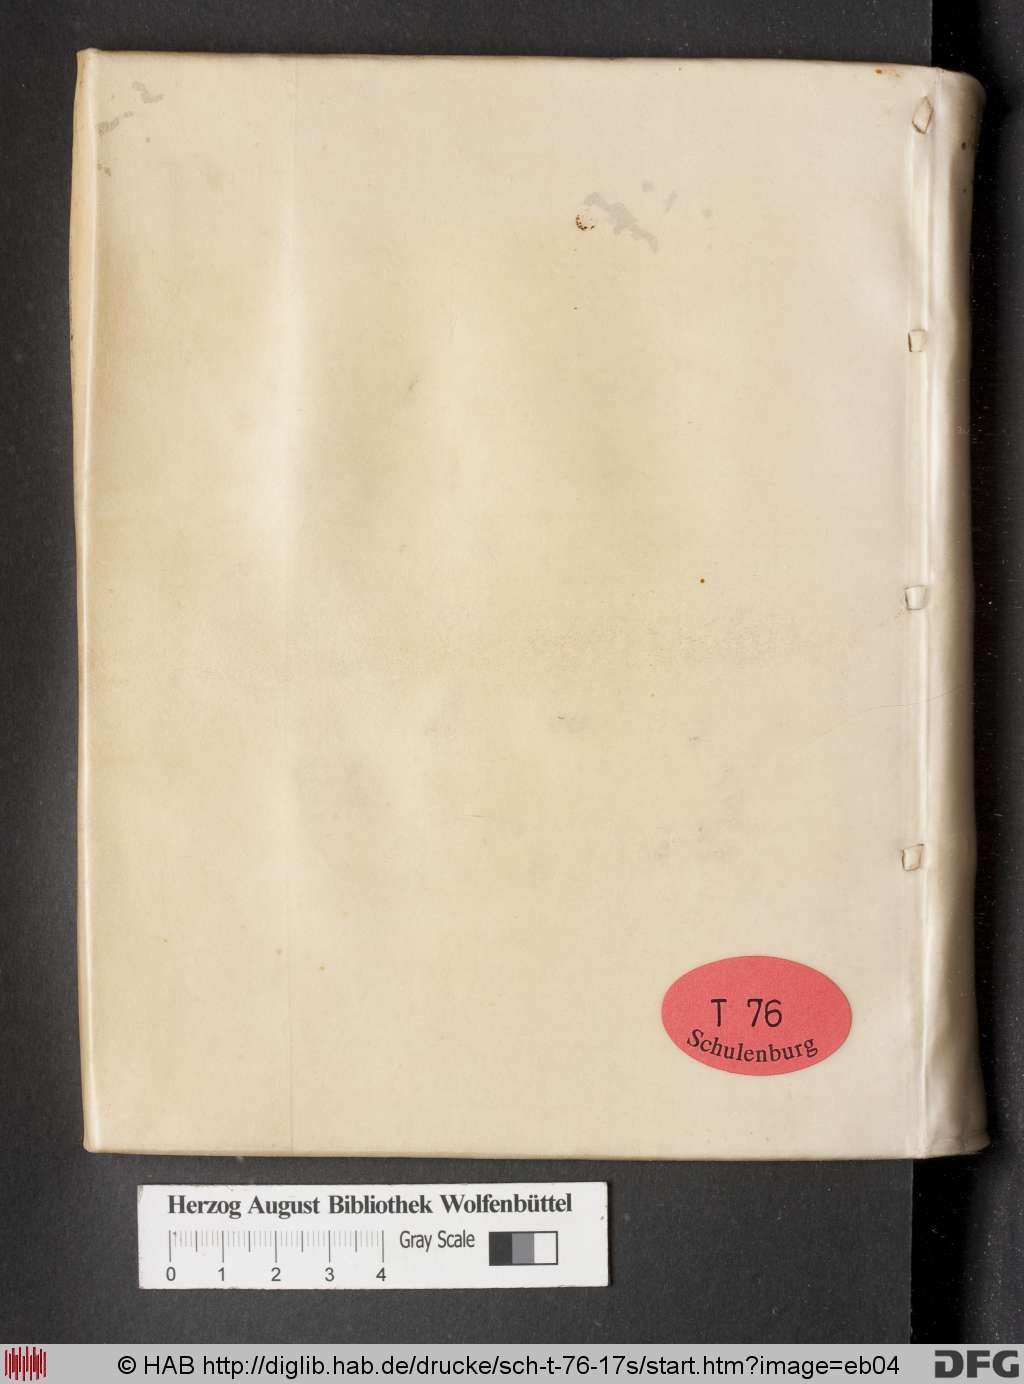 T 76
Schulenburg
Herzog August Bibliothek Wolfenbüttel
Gray Scale
0 1 2 3 4
© HAB http://diglib.hab.de/drucke/sch-t-76-17s/start.htm?image=eb04
DFG